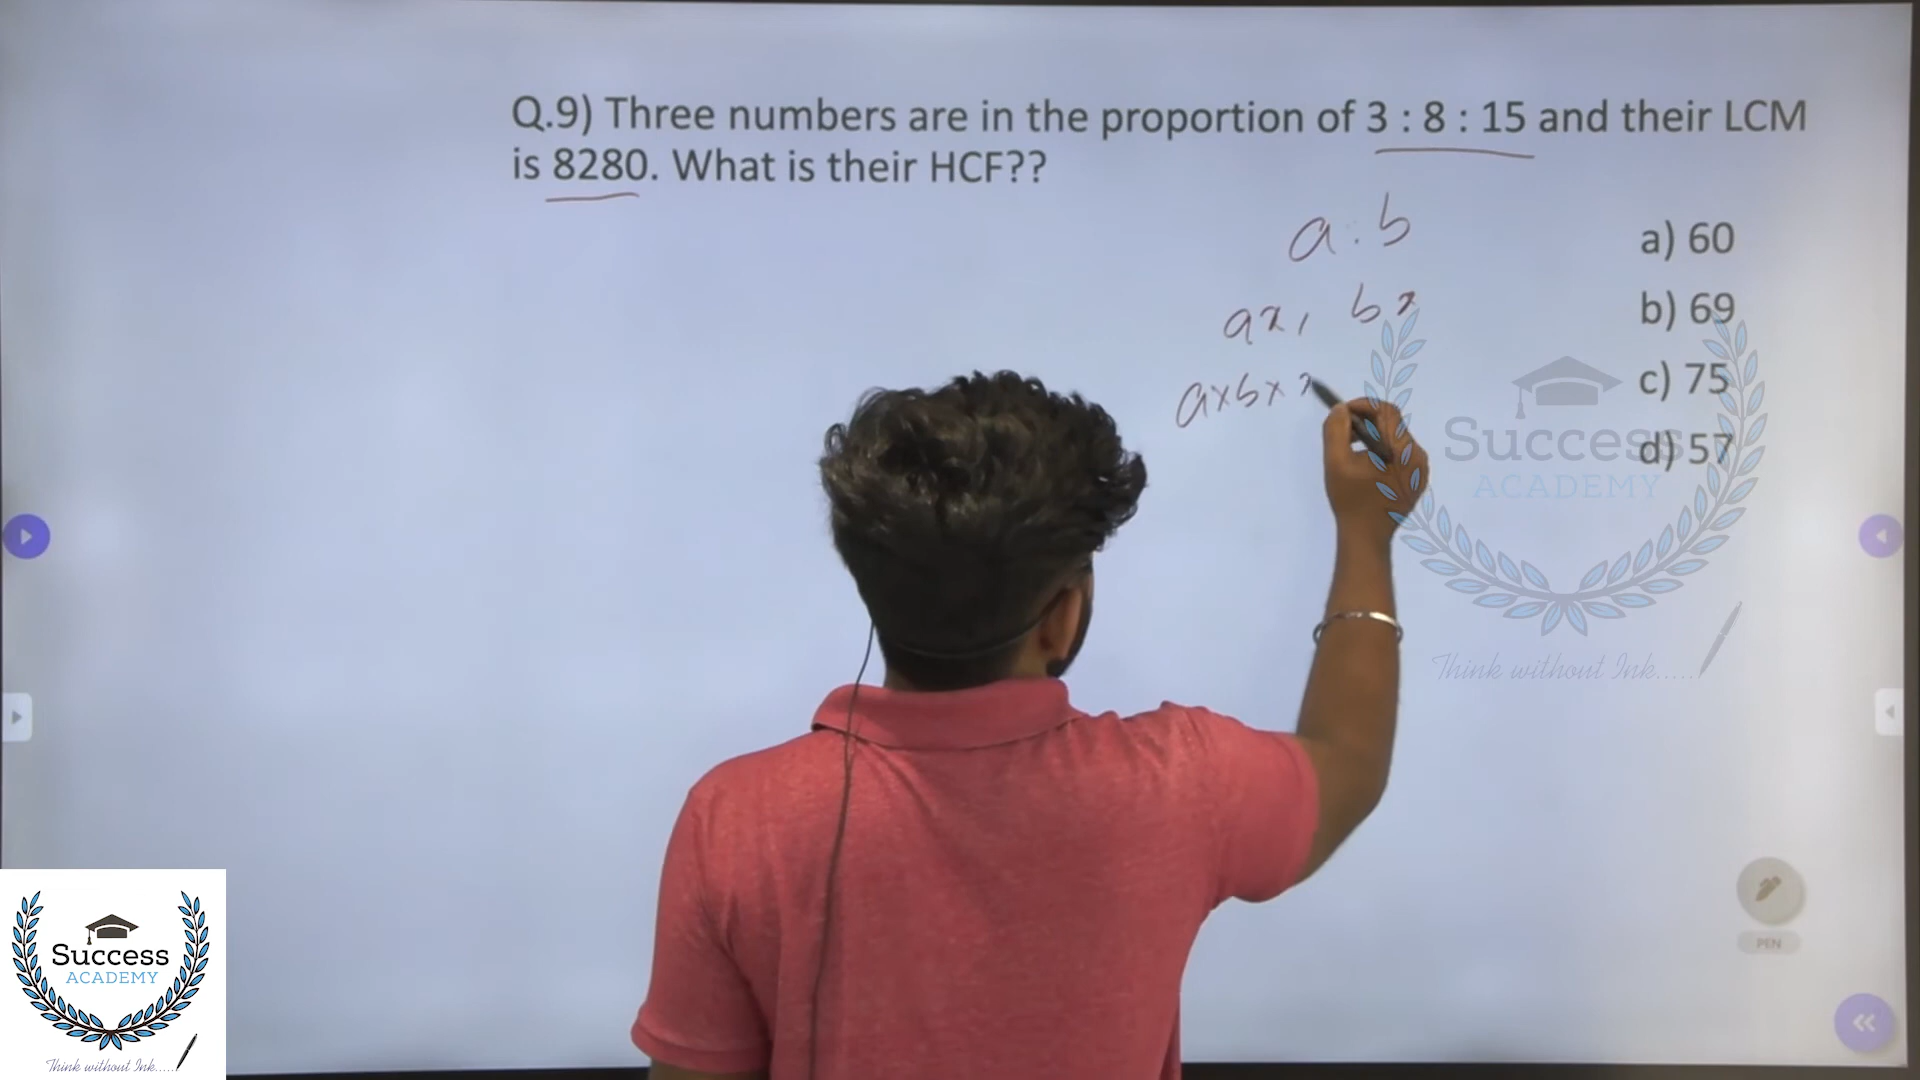 Q.9) Three numbers are in the proportion of 3 : 8 : 15 and their LCM
is 8280. What is their HCF??
a : b
a) 60
ax, bx
b) 69
a×b×x
c) 75
d) 57
Success
ACADEMY
Think without Ink.....
PEN
Success
ACADEMY
Think without Ink.....